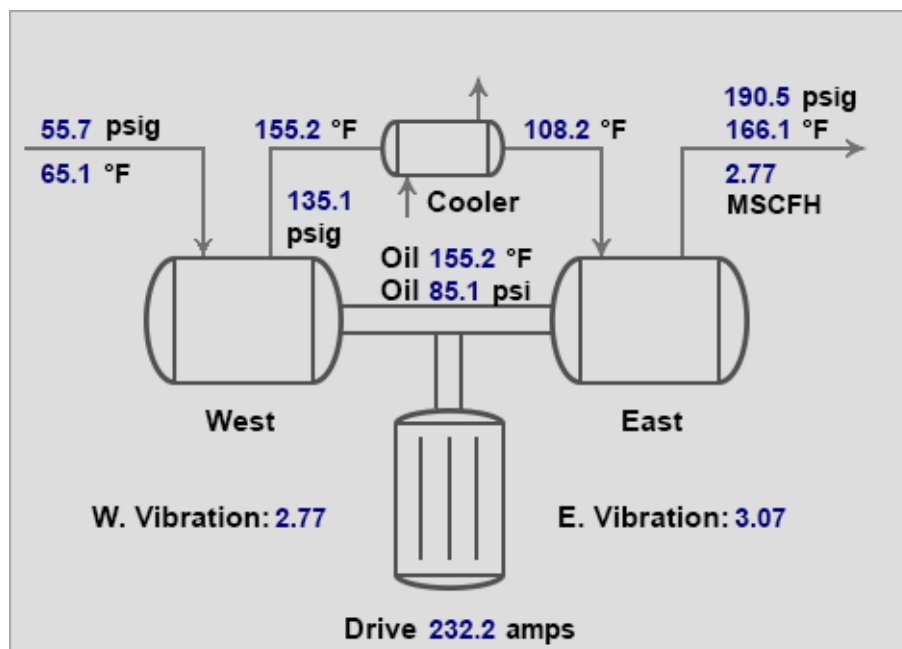 55.7 psig
65.1 °F
155.2 °F
135.1
psig
Cooler
108.2 °F
190.5 psig
166.1 °F
2.77
MSCFH
Oil 155.2 °F
Oil 85.1 psi
West
East
W. Vibration: 2.77
E. Vibration: 3.07
Drive 232.2 amps